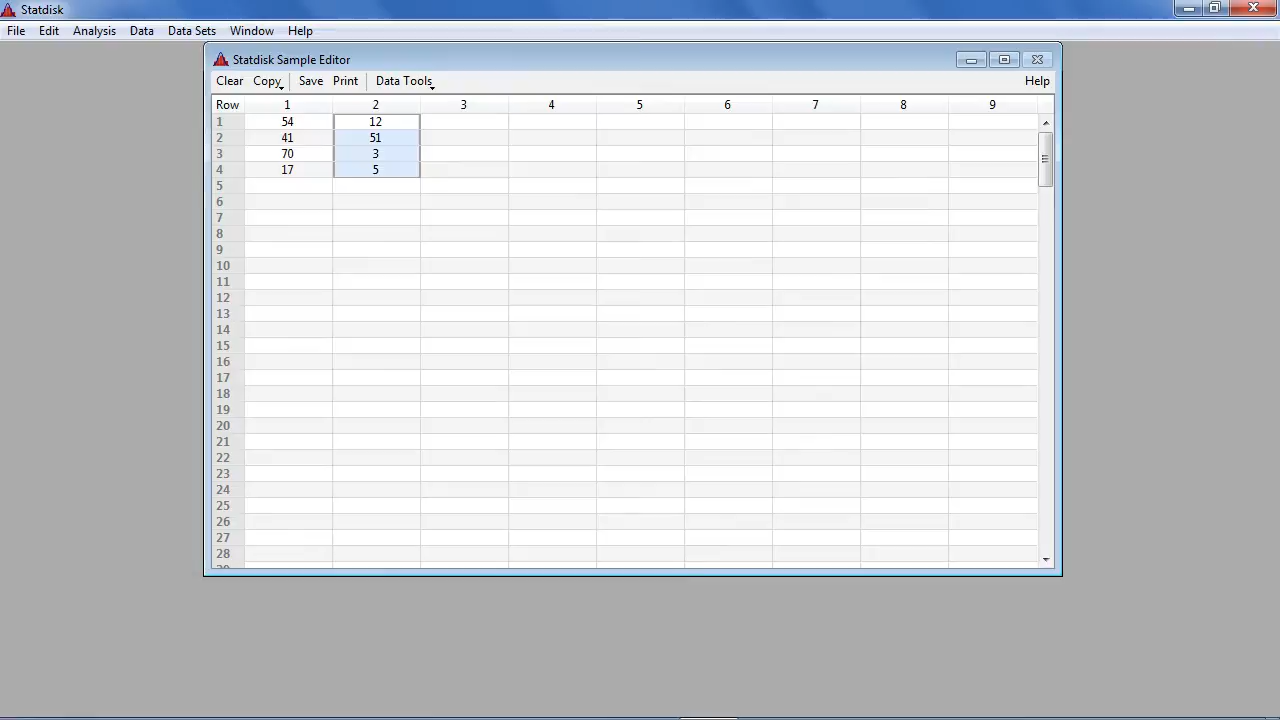 Statdisk
File Edit Analysis Data Data Sets Window Help
Statdisk Sample Editor
Clear Copy Save Print Data Tools Help
Row 1 2 3 4 5 6 7 8 9
1 54 12
2 41 51
3 70 3
4 17 5
5
6
7
8
9
10
11
12
13
14
15
16
17
18
19
20
21
22
23
24
25
26
27
28